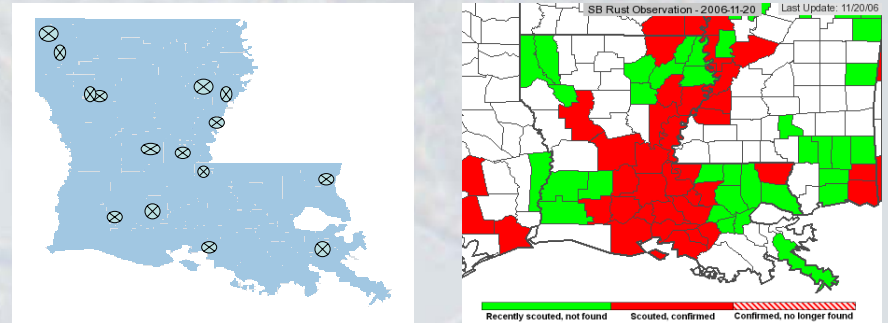 SB Rust Observation - 2006-11-20
Last Update: 11/20/06
Recently scouted, not found
Scouted, confirmed
Confirmed, no longer found